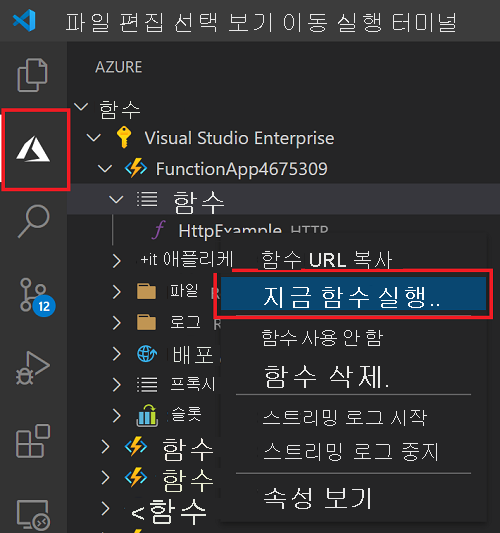 파일 편집 선택 보기 이동 실행 터미널
AZURE
함수
Visual Studio Enterprise
FunctionApp4675309
함수
HttpExample HTTP
+it 애플리케
함수 URL 복사
파일 R
지금 함수 실행..
로그 R
함수 사용 안 함
배포
함수 삭제.
프록시
슬롯
스트리밍 로그 시작
함수
스트리밍 로그 중지
함수
<함수
속성 보기
12